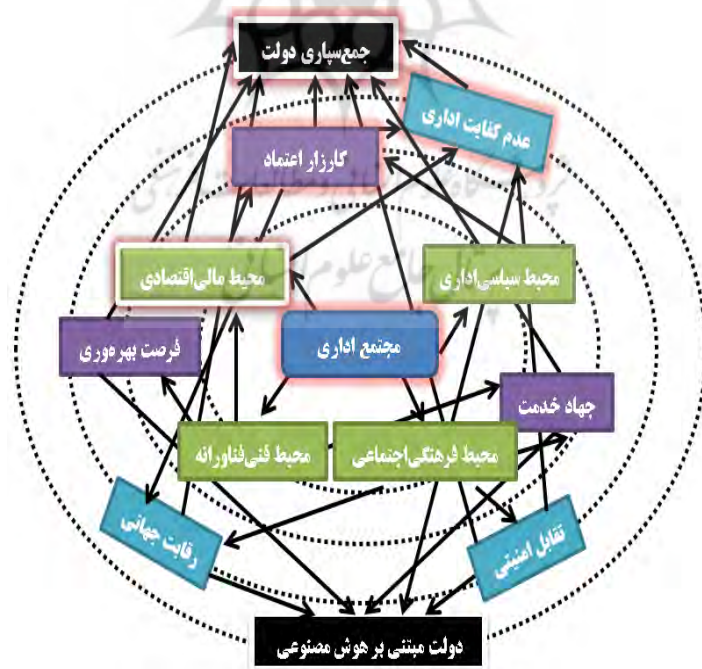 جمع‌سپاری دولت
عدم کفایت اداری
کارزار اعتماد
محیط مالی‌اقتصادی
محیط سیاسی‌اداری
مجتمع اداری
فرصت بهره‌وری
جهاد خدمت
محیط فنی‌فناورانه
محیط فرهنگی‌اجتماعی
رقابت جهانی
تقابل امنیتی
دولت مبتنی بر هوش مصنوعی